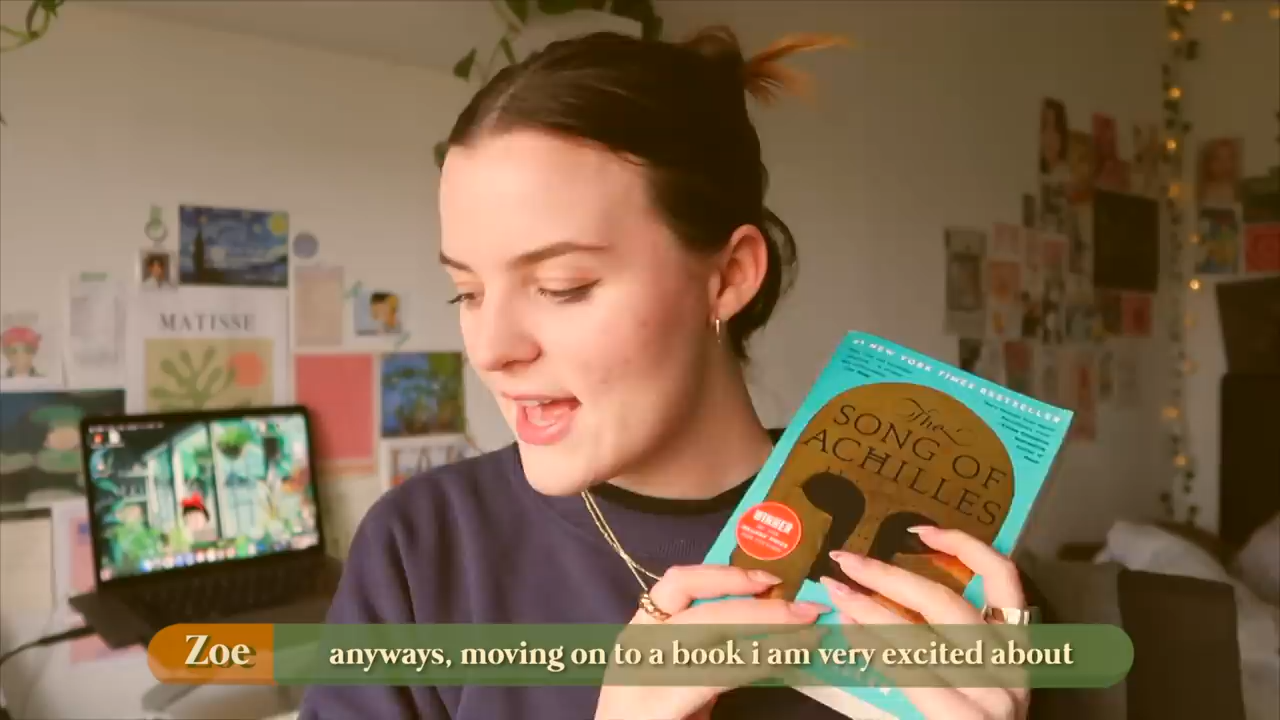 MATISSE
#1 NEW YORK TIMES BESTSELLER
The
SONG OF
ACHILLES
WINNER
Zoe
anyways, moving on to a book i am very excited about